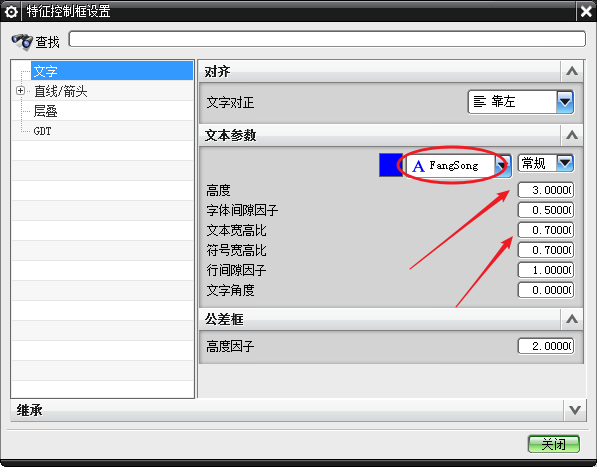 特征控制框设置
查找
文字
直线/箭头
层叠
GDT
对齐
文字对正 靠左
文本参数
A FangSong 常规
高度 3.00000
字体间隙因子 0.50000
文本宽高比 0.70000
符号宽高比 0.70000
行间隙因子 1.00000
文字角度 0.00000
公差框
高度因子 2.00000
继承
关闭